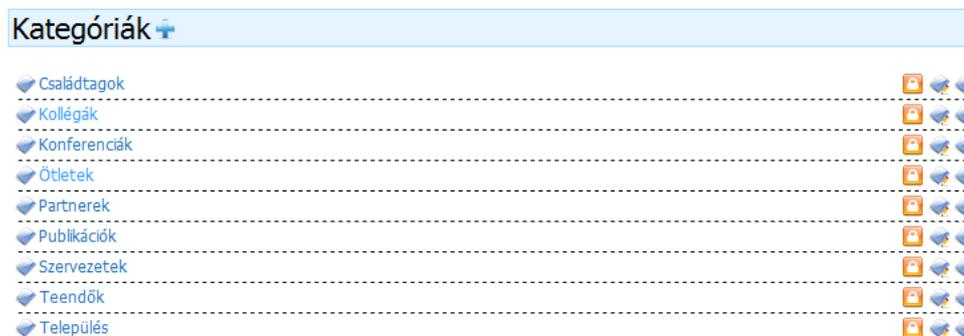 Kategóriák
Családtagok
Kollégák
Konferenciák
Ötletek
Partnerek
Publikációk
Szervezetek
Teendők
Település